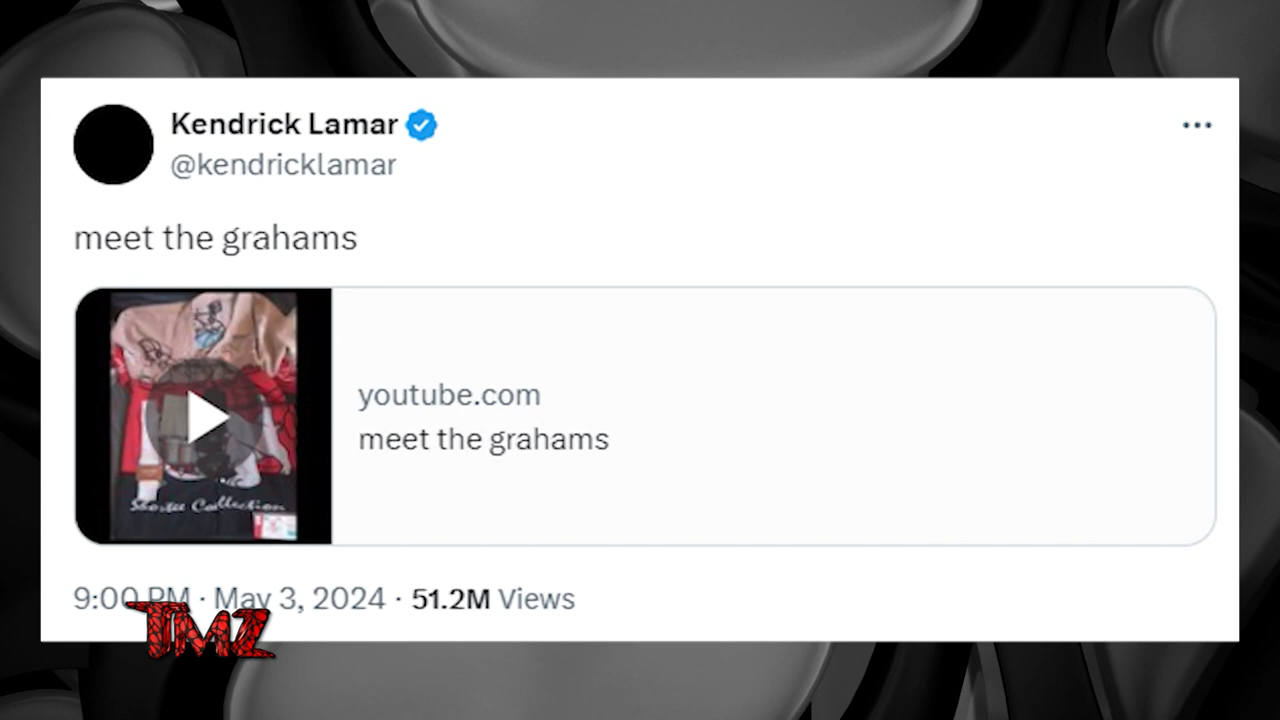 Kendrick Lamar
@kendricklamar
meet the grahams
youtube.com
meet the grahams
9:00 PM · May 3, 2024 · 51.2M Views
TMZ